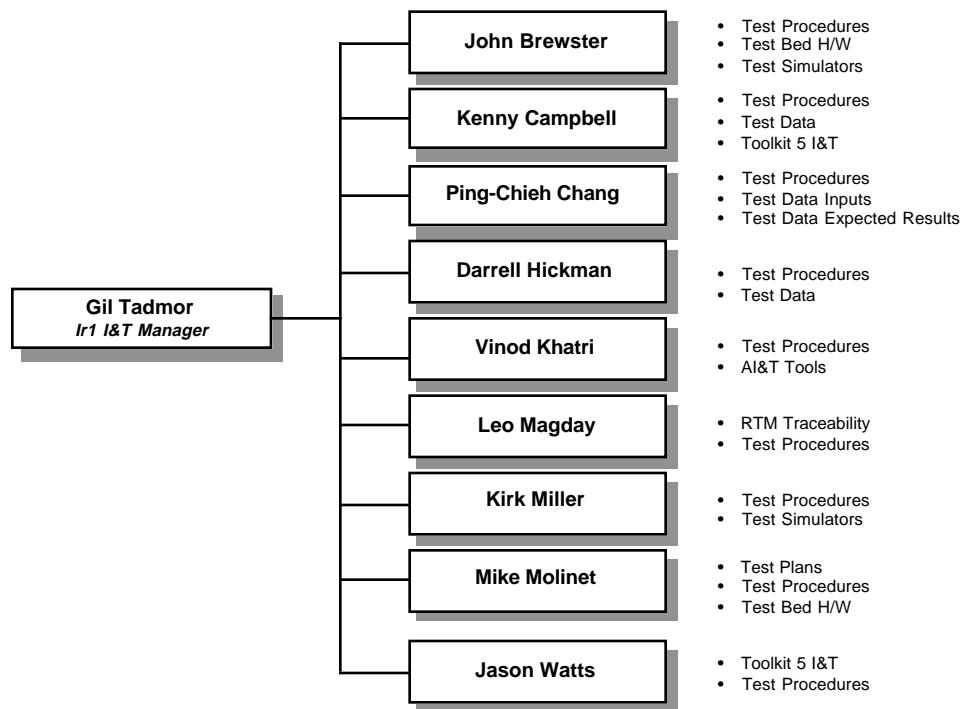 John Brewster
• Test Procedures
• Test Bed H/W
• Test Simulators
Kenny Campbell
• Test Procedures
• Test Data
• Toolkit 5 I&T
Ping-Chieh Chang
• Test Procedures
• Test Data Inputs
• Test Data Expected Results
Darrell Hickman
• Test Procedures
• Test Data
Gil Tadmor
Ir1 I&T Manager
Vinod Khatri
• Test Procedures
• AI&T Tools
Leo Magday
• RTM Traceability
• Test Procedures
Kirk Miller
• Test Procedures
• Test Simulators
Mike Molinet
• Test Plans
• Test Procedures
• Test Bed H/W
Jason Watts
• Toolkit 5 I&T
• Test Procedures